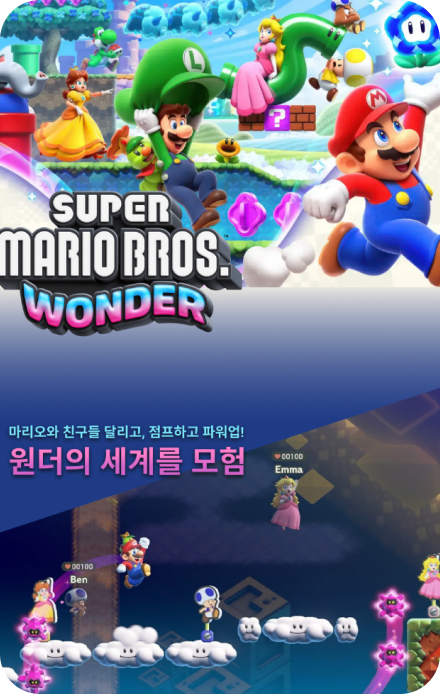 L
M
?
SUPER
MARIO BROS.
WONDER
마리오와 친구들 달리고, 점프하고 파워업!
원더의 세계를 모험
00100
Emma
00100
Ben